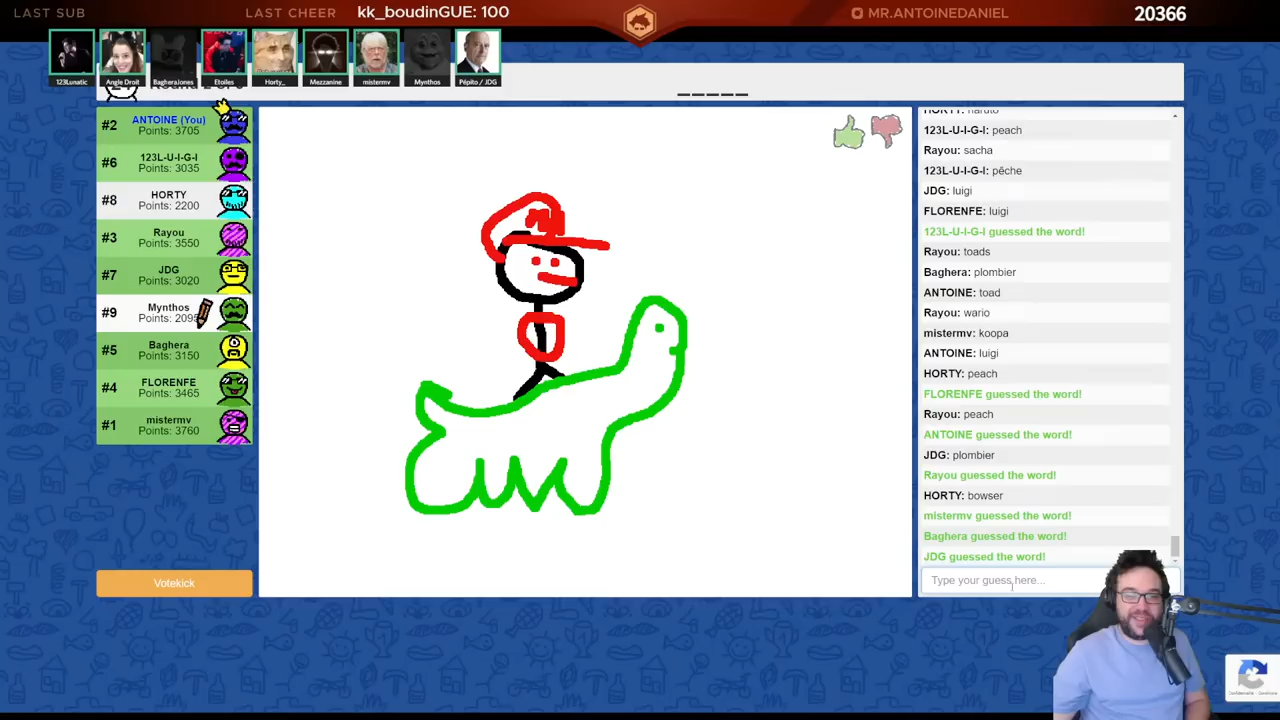 LAST SUB
LAST CHEER
kk_boudinGUE: 100
MR.ANTOINEDANIEL
20366
123Lunatic
Angle Droit
BagheraJones
Etoiles
Horty_
Mezzanine
mistermv
Mynthos
Pépito / JDG
_____
#2
ANTOINE (You)
Points: 3705
#6
123L-U-I-G-I
Points: 3035
#8
HORTY
Points: 2200
#3
Rayou
Points: 3550
#7
JDG
Points: 3020
#9
Mynthos
Points: 2095
#5
Baghera
Points: 3150
#4
FLORENFE
Points: 3465
#1
mistermv
Points: 3760
Votekick
M
HORTY: naruto
123L-U-I-G-I: peach
Rayou: sacha
123L-U-I-G-I: pêche
JDG: luigi
FLORENFE: luigi
123L-U-I-G-I guessed the word!
Rayou: toads
Baghera: plombier
ANTOINE: toad
Rayou: wario
mistermv: koopa
ANTOINE: luigi
HORTY: peach
FLORENFE guessed the word!
Rayou: peach
ANTOINE guessed the word!
JDG: plombier
Rayou guessed the word!
HORTY: bowser
mistermv guessed the word!
Baghera guessed the word!
JDG guessed the word!
Type your guess here...